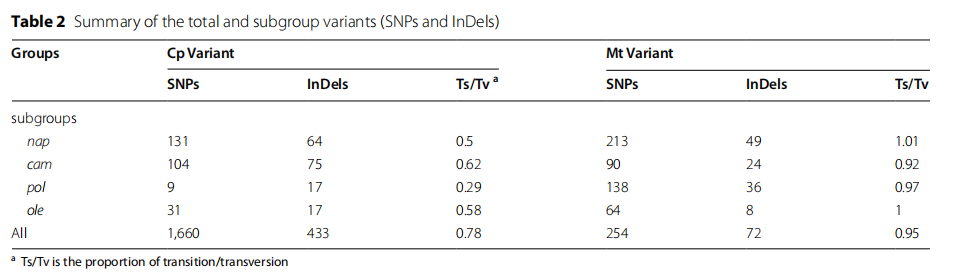 Table 2 Summary of the total and subgroup variants (SNPs and InDels)
Groups Cp Variant Mt Variant
SNPs InDels Ts/Tv a SNPs InDels Ts/Tv
subgroups
nap 131 64 0.5 213 49 1.01
cam 104 75 0.62 90 24 0.92
pol 9 17 0.29 138 36 0.97
ole 31 17 0.58 64 8 1
All 1,660 433 0.78 254 72 0.95
a Ts/Tv is the proportion of transition/transversion